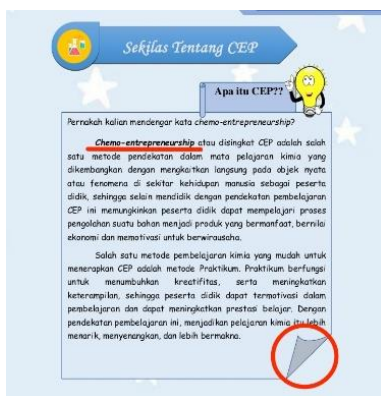 Sekilas Tentang CEP
Apa itu CEP??
Pernakah kalian mendengar kata chemo-entrepreneurship?
Chemo-entrepreneurship atau disingkat CEP adalah salah
satu metode pendekatan dalam mata pelajaran kimia yang
dikembangkan dengan mengkaitkan langsung pada objek nyata
atau fenomena di sekitar kehidupan manusia sebagai peserta
didik, sehingga selain mendidik dengan pendekatan pembelajaran
CEP ini memungkinkan peserta didik dapat mempelajari proses
pengolahan suatu bahan menjadi produk yang bermanfaat, bernilai
ekonomi dan memotivasi untuk berwirausaha.
Salah satu metode pembelajaran kimia yang mudah untuk
menerapkan CEP adalah metode Praktikum. Praktikum berfungsi
untuk menumbuhkan kreatifitas, serta meningkatkan
keterampilan, sehingga peserta didik dapat termotivasi dalam
pembelajaran dan dapat meningkatkan prestasi belajar. Dengan
pendekatan pembelajaran ini, menjadikan pelajaran kimia itu lebih
menarik, menyenangkan, dan lebih bermakna.